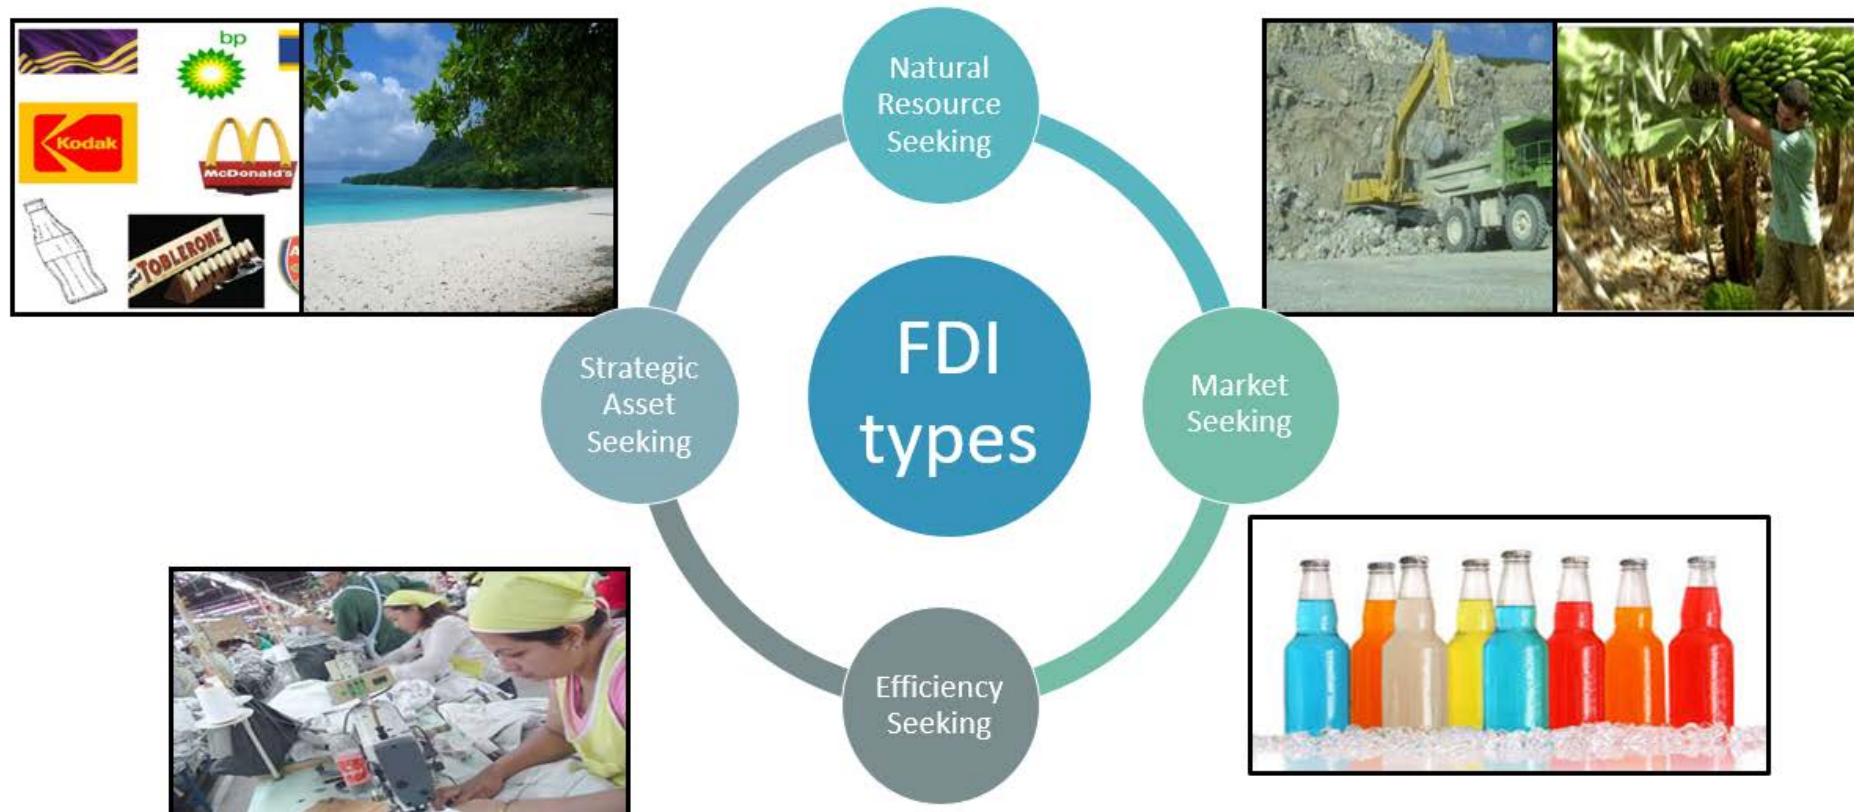 bp
Kodak
McDonald's
TOBLERONE
Natural
Resource
Seeking
Strategic
Asset
Seeking
FDI
types
Market
Seeking
Efficiency
Seeking